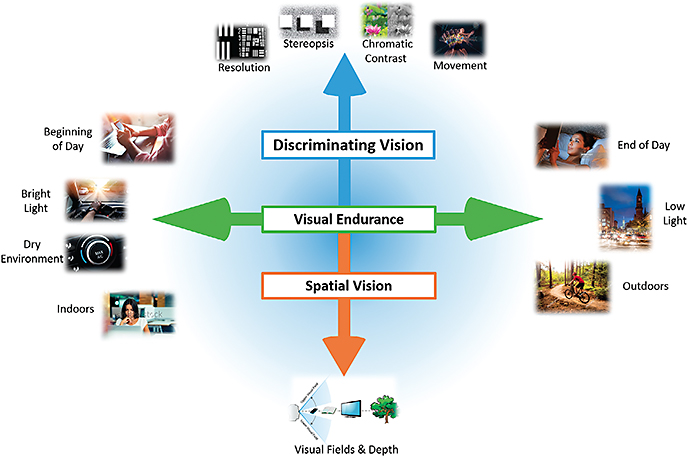 Stereopsis
Chromatic
Contrast
Resolution
Movement
Beginning
of Day
Discriminating Vision
End of Day
Bright
Light
Visual Endurance
Low
Light
Dry
Environment
Spatial Vision
Indoors
Outdoors
Visual Fields & Depth